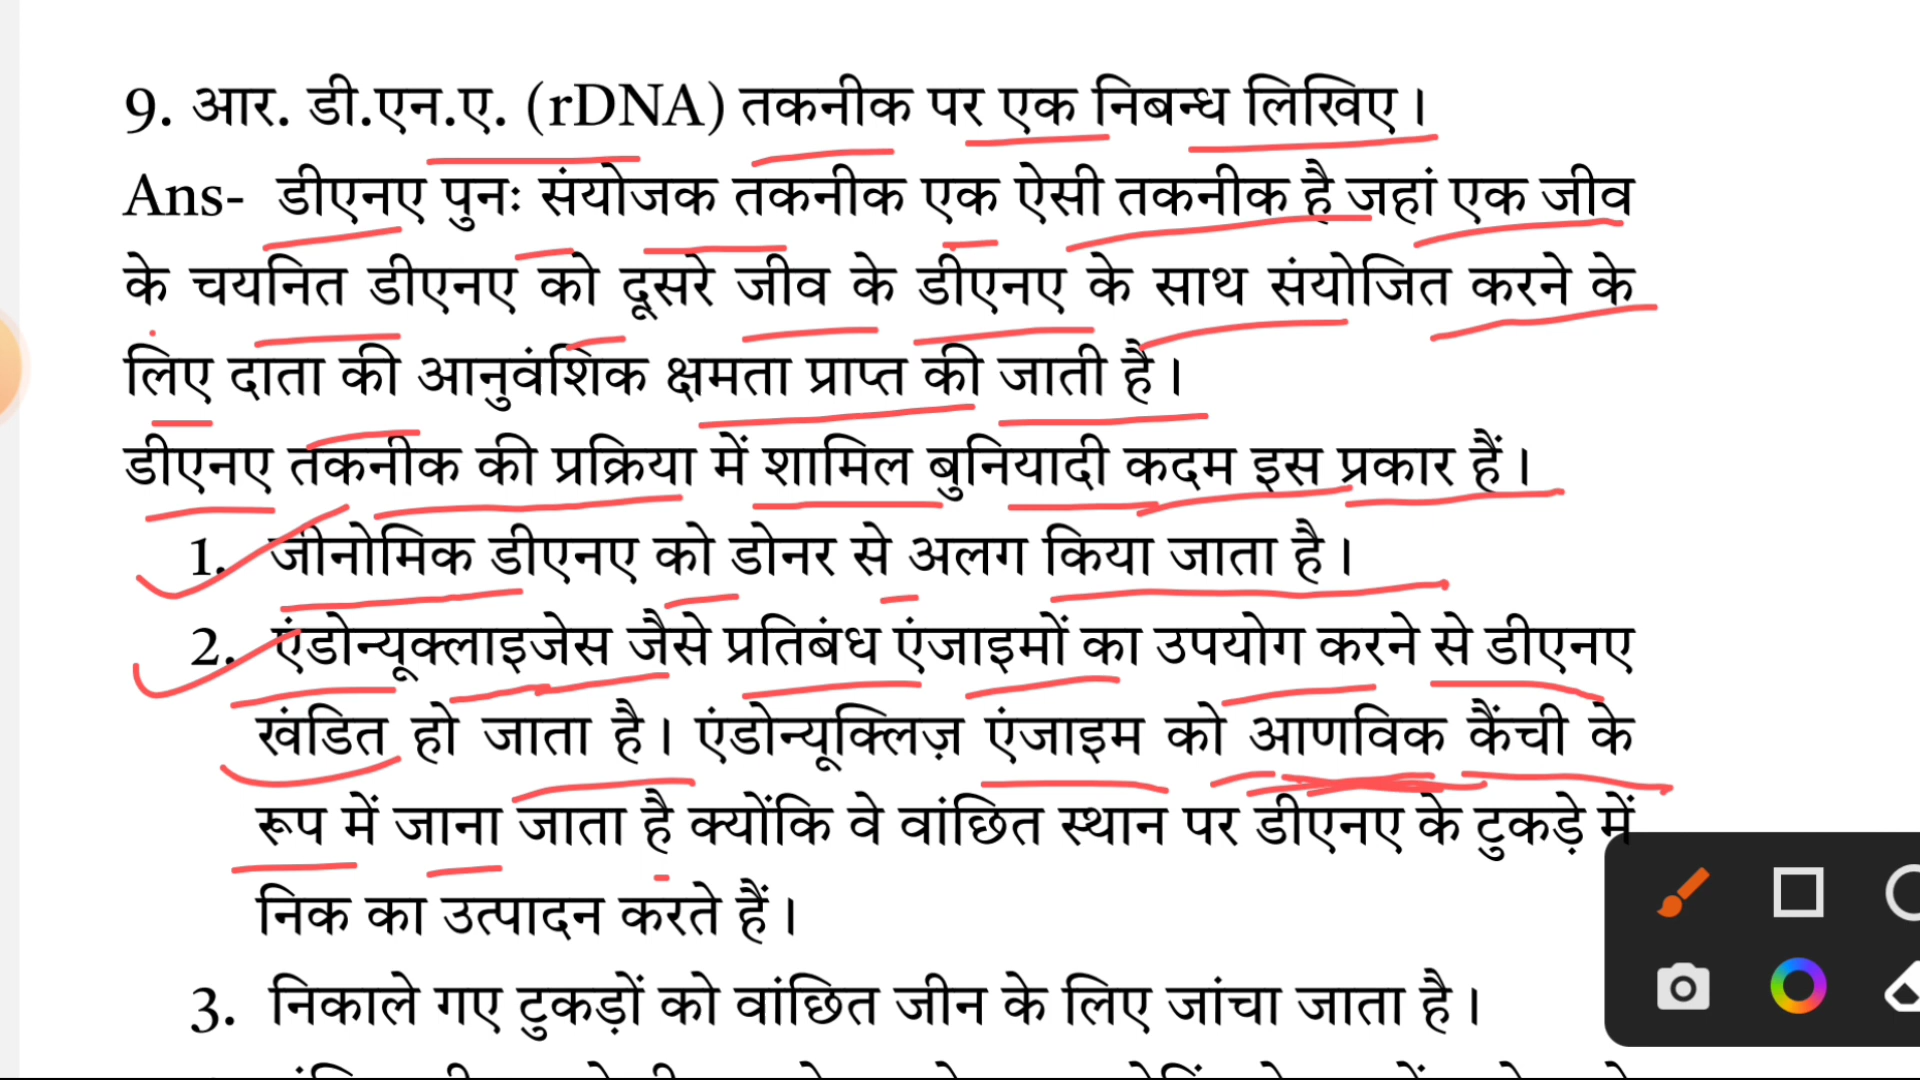 9. आर. डी.एन.ए. (rDNA) तकनीक पर एक निबन्ध लिखिए।
Ans- डीएनए पुनः संयोजक तकनीक एक ऐसी तकनीक है जहां एक जीव
के चयनित डीएनए को दूसरे जीव के डीएनए के साथ संयोजित करने के
लिए दाता की आनुवंशिक क्षमता प्राप्त की जाती है।
डीएनए तकनीक की प्रक्रिया में शामिल बुनियादी कदम इस प्रकार हैं।
1. जीनोमिक डीएनए को डोनर से अलग किया जाता है।
2. एंडोन्यूक्लाइजेस जैसे प्रतिबंध एंजाइमों का उपयोग करने से डीएनए
खंडित हो जाता है। एंडोन्यूक्लिज़ एंजाइम को आणविक कैंची के
रूप में जाना जाता है क्योंकि वे वांछित स्थान पर डीएनए के टुकड़े में
निक का उत्पादन करते हैं।
3. निकाले गए टुकड़ों को वांछित जीन के लिए जांचा जाता है।